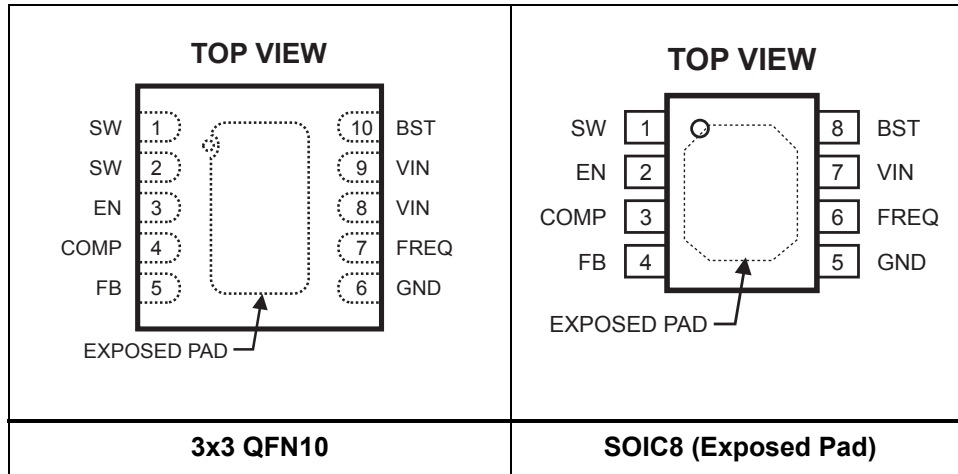 TOP VIEW
SW 1
10 BST
SW 2
9 VIN
EN 3
8 VIN
COMP 4
7 FREQ
FB 5
6 GND
EXPOSED PAD
3x3 QFN10
TOP VIEW
SW 1
8 BST
EN 2
7 VIN
COMP 3
6 FREQ
FB 4
5 GND
EXPOSED PAD
SOIC8 (Exposed Pad)